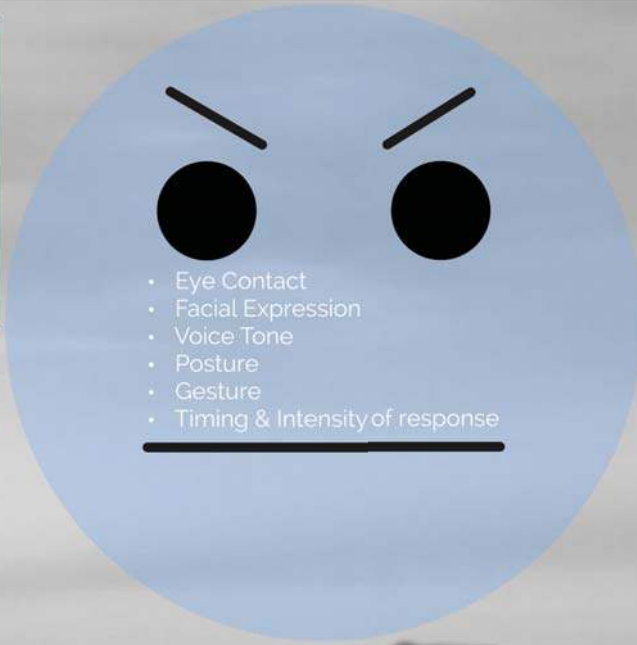 • Eye Contact
• Facial Expression
• Voice Tone
• Posture
• Gesture
• Timing & Intensity of response